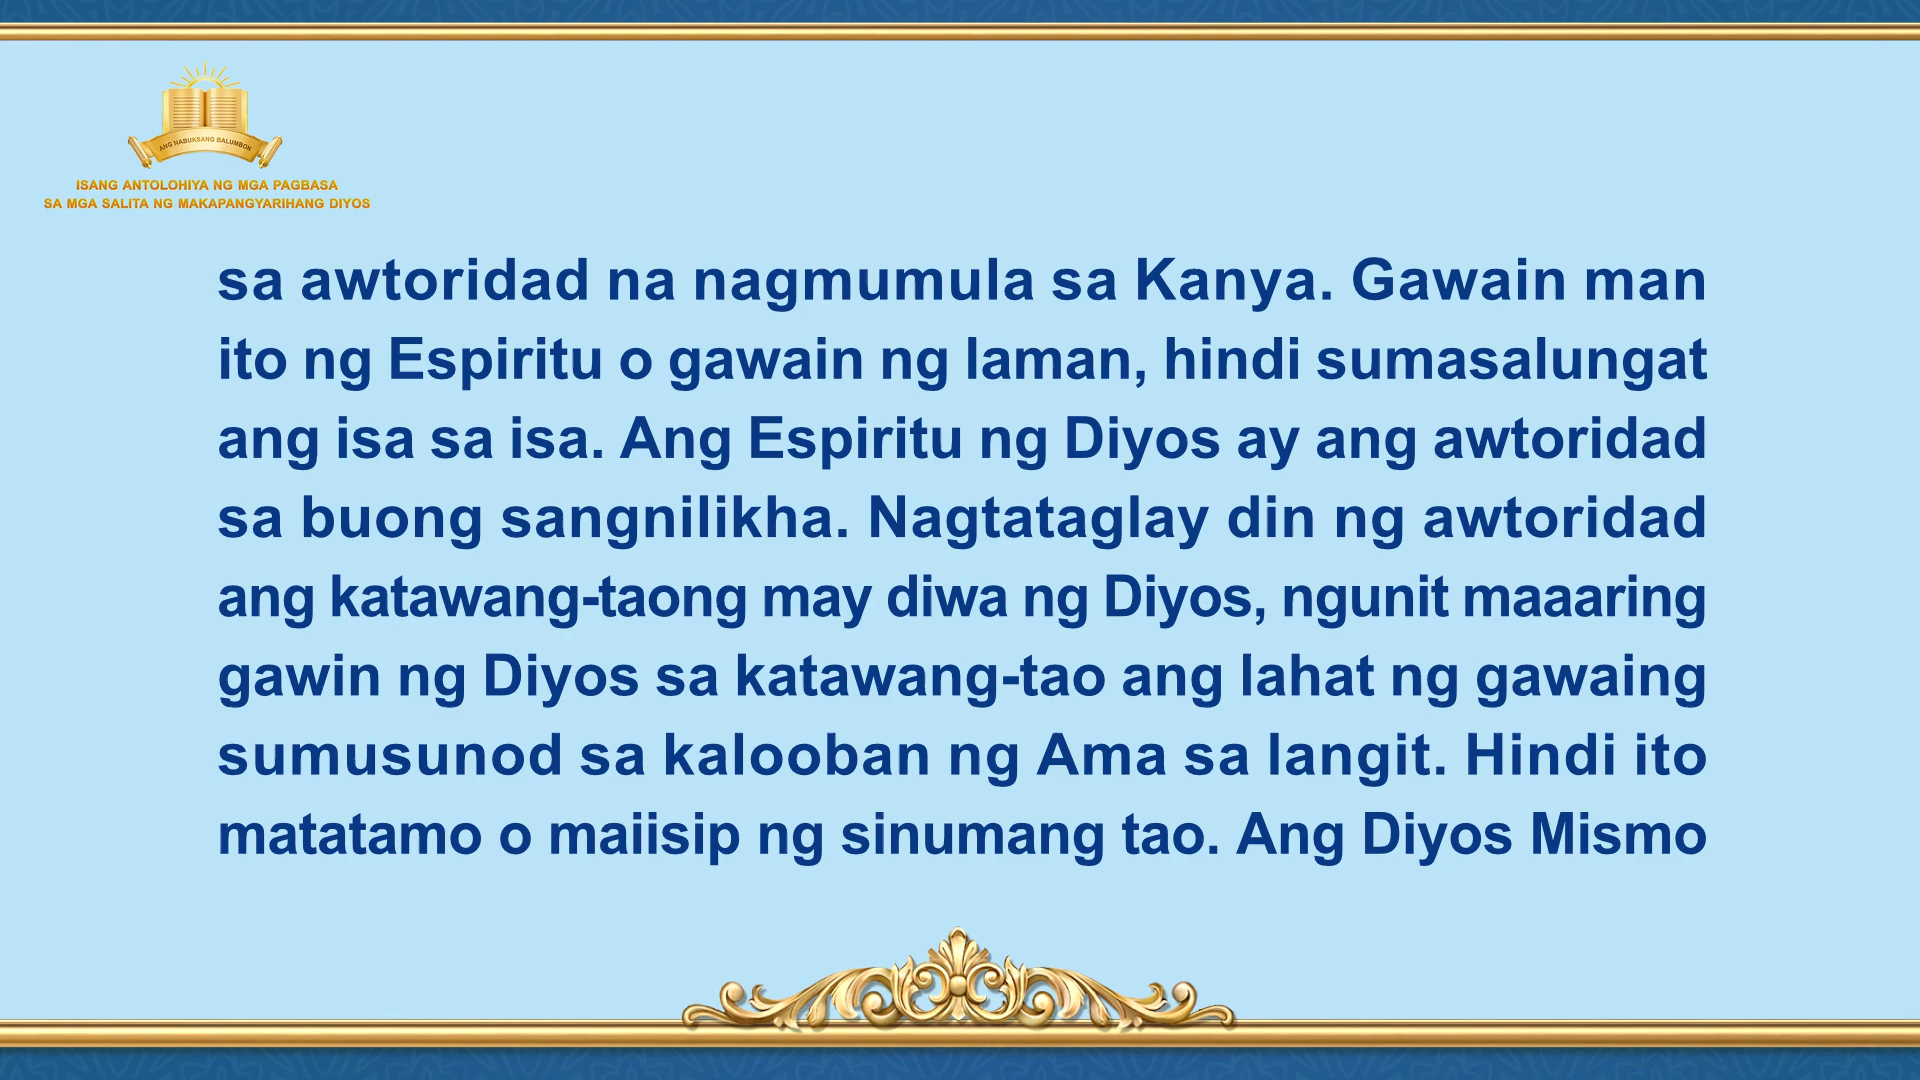 ANG NABUKSANG BALUMBON
ISANG ANTOLOHIYA NG MGA PAGBASA
SA MGA SALITA NG MAKAPANGYARIHANG DIYOS
sa awtoridad na nagmumula sa Kanya. Gawain man
ito ng Espiritu o gawain ng laman, hindi sumasalungat
ang isa sa isa. Ang Espiritu ng Diyos ay ang awtoridad
sa buong sangnilikha. Nagtataglay din ng awtoridad
ang katawang-taong may diwa ng Diyos, ngunit maaaring
gawin ng Diyos sa katawang-tao ang lahat ng gawaing
sumusunod sa kalooban ng Ama sa langit. Hindi ito
matatamo o maiisip ng sinumang tao. Ang Diyos Mismo